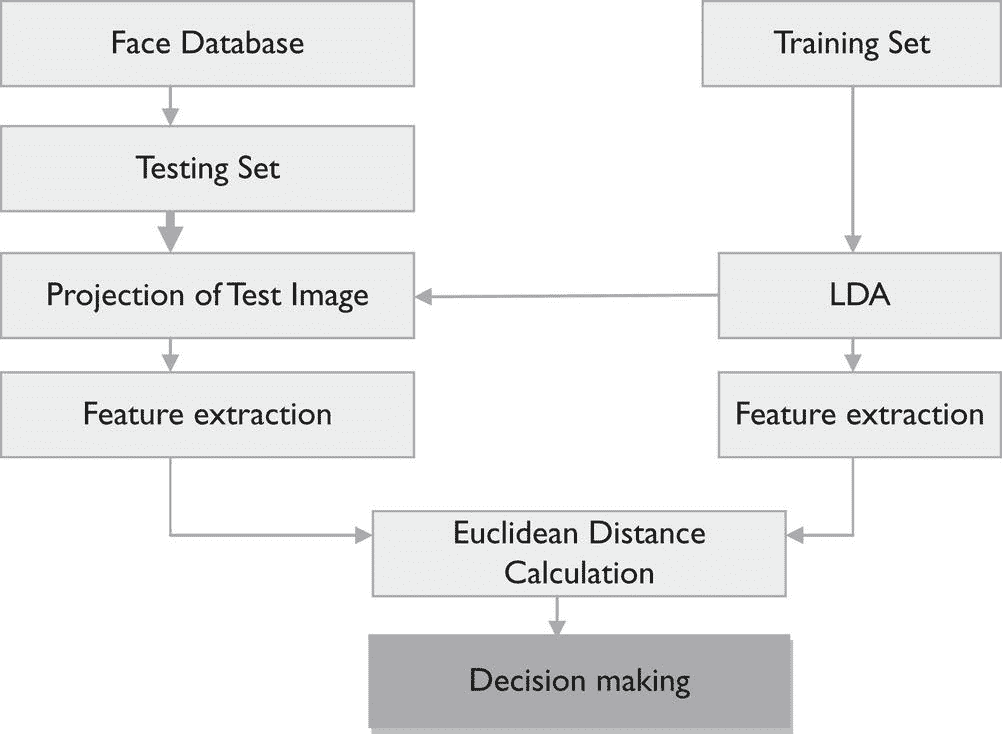 Face Database
Training Set
Testing Set
Projection of Test Image
LDA
Feature extraction
Feature extraction
Euclidean Distance
Calculation
Decision making